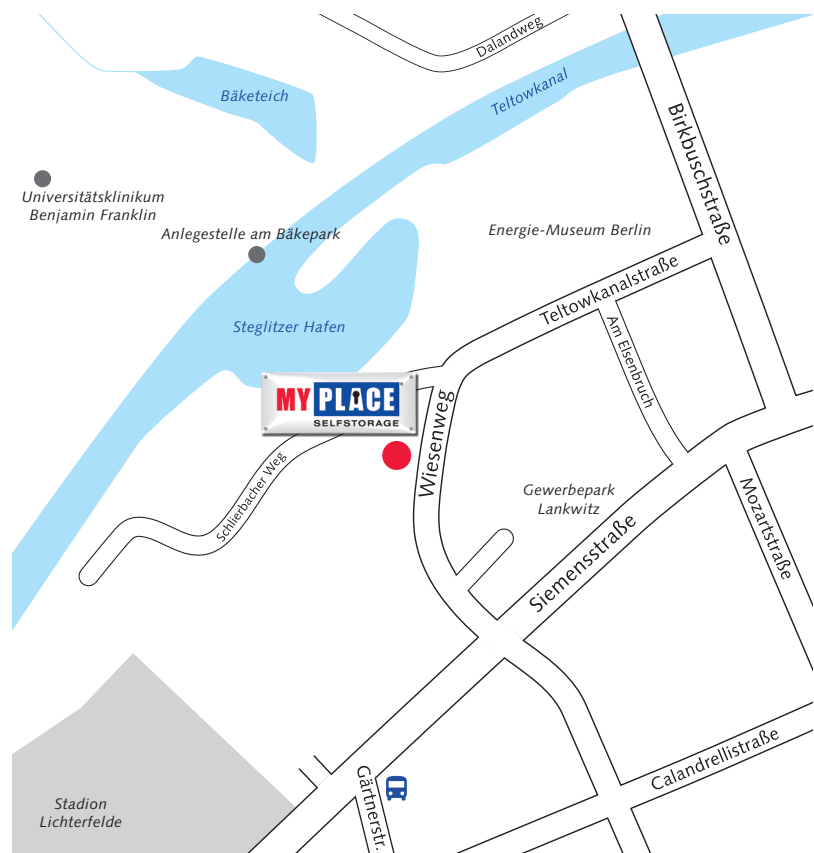 Dalandweg
Bäketeich
Teltowkanal
Birkbuschstraße
Universitätsklinikum
Benjamin Franklin
Anlegestelle am Bäkepark
Energie-Museum Berlin
Teltowkanalstraße
Steglitzer Hafen
Am Elsenbruch
MY PLACE
SELFSTORAGE
Wiesenweg
Schlierbacher Weg
Gewerbepark
Lankwitz
Mozartstraße
Siemensstraße
Calandrellistraße
Gärtnerstr.
Stadion
Lichterfelde